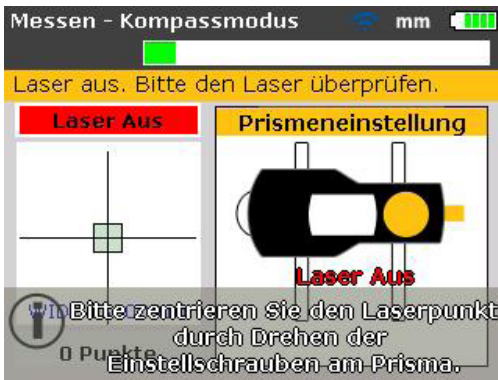 Messen - Kompassmodus mm
Laser aus. Bitte den Laser überprüfen.
Laser Aus
Prismeneinstellung
Laser Aus
Bitte zentrieren Sie den Laserpunkt
durch Drehen der
0 Punkte
Einstellschrauben am Prisma.